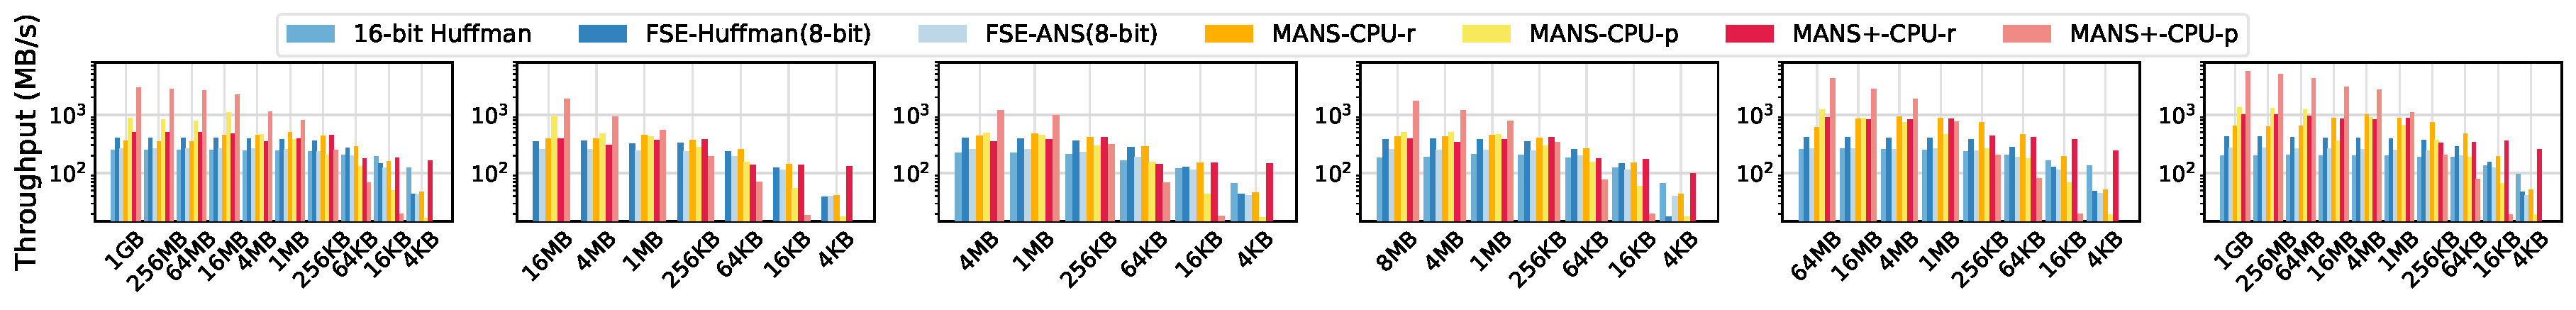 16-bit Huffman FSE-Huffman(8-bit) FSE-ANS(8-bit) MANS-CPU-r MANS-CPU-p MANS+-CPU-r MANS+-CPU-p
Throughput (MB/s)
10³ 10² 10³ 10² 10³ 10² 10³ 10² 10³ 10² 10³ 10²
1GB 256MB 64MB 16MB 4MB 1MB 256KB 64KB 16KB 4KB
16MB 4MB 1MB 256KB 64KB 16KB 4KB
4MB 1MB 256KB 64KB 16KB 4KB
8MB 4MB 1MB 256KB 64KB 16KB 4KB
64MB 16MB 4MB 1MB 256KB 64KB 16KB 4KB
1GB 256MB 64MB 16MB 4MB 1MB 256KB 64KB 16KB 4KB